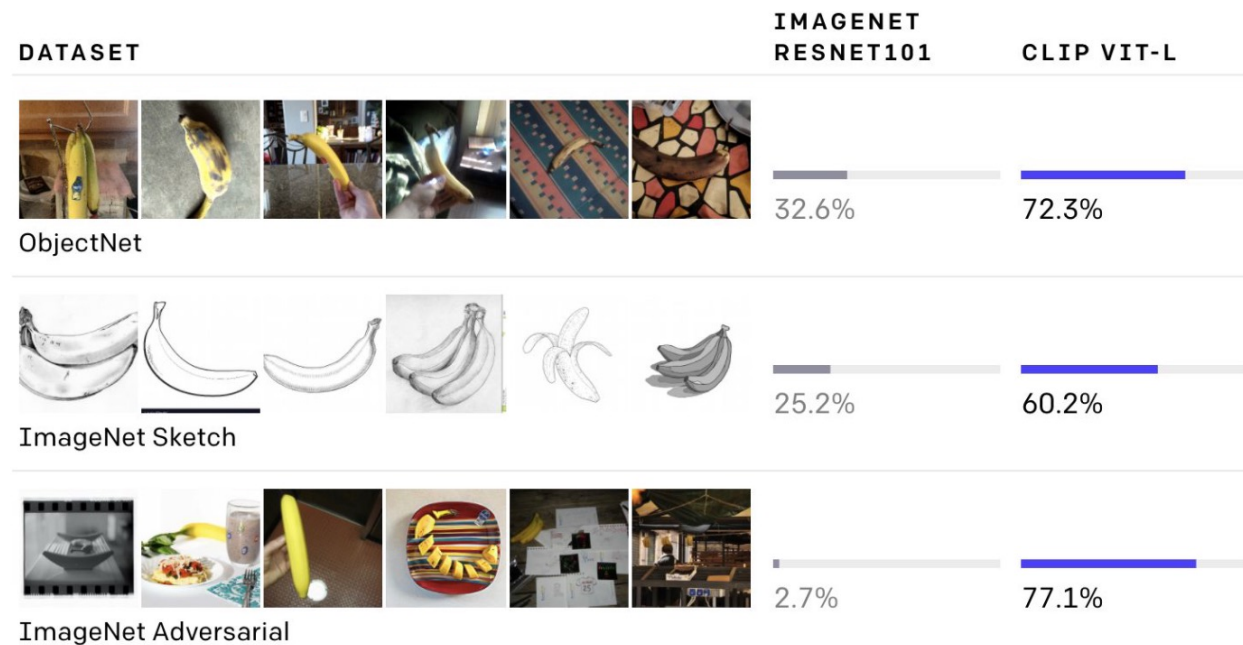 DATASET
IMAGENET
RESNET101
CLIP VIT-L
ObjectNet
32.6%
72.3%
ImageNet Sketch
25.2%
60.2%
ImageNet Adversarial
2.7%
77.1%